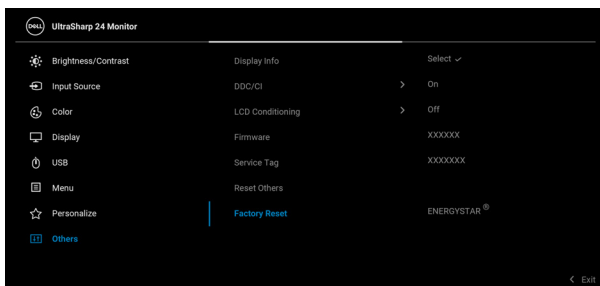 DELL UltraSharp 24 Monitor
Brightness/Contrast Display Info Select ✓
Input Source DDC/CI > On
Color LCD Conditioning > Off
Display Firmware XXXXXX
USB Service Tag XXXXXXX
Menu Reset Others
Personalize Factory Reset ENERGYSTAR ®
Others
< Exit